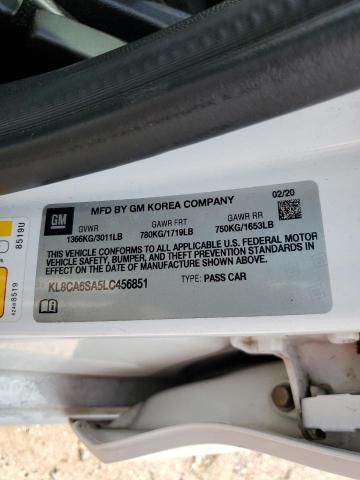 GM
MFD BY GM KOREA COMPANY
02/20
GVWR GAWR FRT GAWR RR
1366KG/3011LB 780KG/1719LB 750KG/1653LB
THIS VEHICLE CONFORMS TO ALL APPLICABLE U.S. FEDERAL MOTOR
VEHICLE SAFETY, BUMPER, AND THEFT PREVENTION STANDARDS
IN EFFECT ON THE DATE OF MANUFACTURE SHOWN ABOVE.
KL8CA6SA5LC456851 TYPE: PASS CAR
8519U
42488519